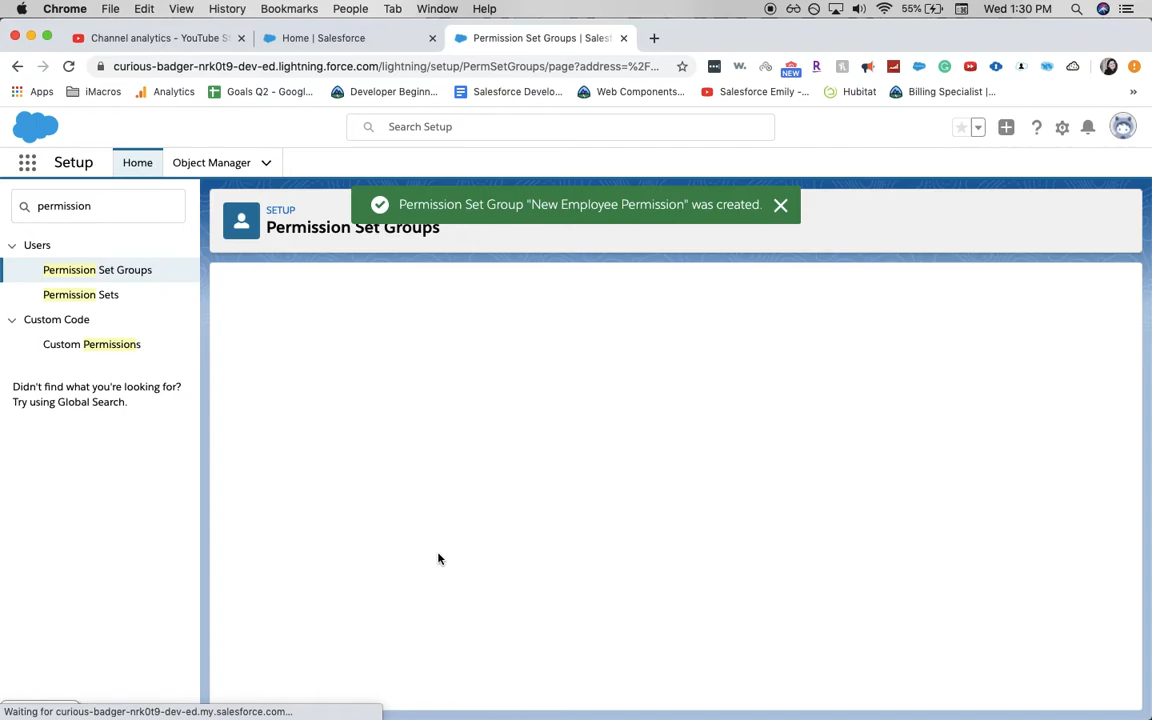 Chrome File Edit View History Bookmarks People Tab Window Help 55% Wed 1:30 PM
Channel analytics - YouTube S
Home | Salesforce
Permission Set Groups | Sales
curious-badger-nrk0t9-dev-ed.lightning.force.com/lightning/setup/PermSetGroups/page?address=%2F...
NEW
Apps iMacros Analytics Goals Q2 - Googl... Developer Beginn... Salesforce Develo... Web Components... Salesforce Emily -... Hubitat Billing Specialist |... »
Search Setup
Setup Home Object Manager
permission
Permission Set Group "New Employee Permission" was created.
SETUP
Permission Set Groups
Users
Permission Set Groups
Permission Sets
Custom Code
Custom Permissions
Didn't find what you're looking for?
Try using Global Search.
Waiting for curious-badger-nrk0t9-dev-ed.my.salesforce.com...